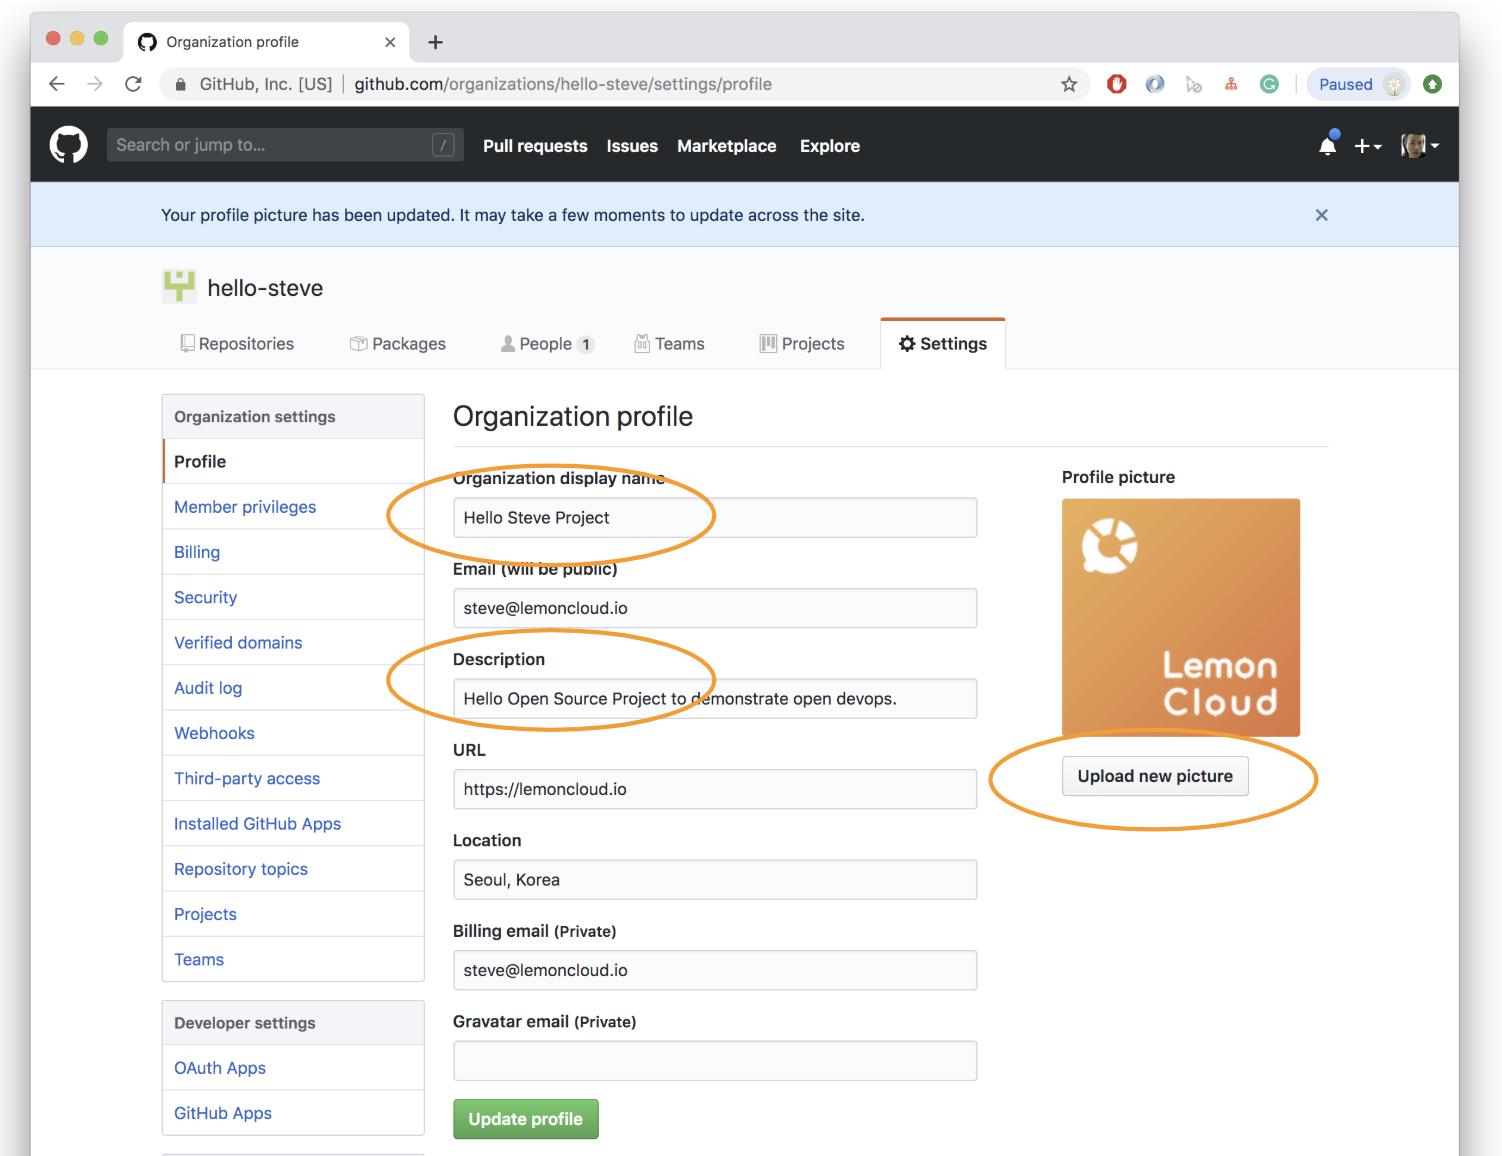 Organization profile
GitHub, Inc. [US] | github.com/organizations/hello-steve/settings/profile
Paused
Search or jump to... /
Pull requests Issues Marketplace Explore
Your profile picture has been updated. It may take a few moments to update across the site.
hello-steve
Repositories Packages People 1 Teams Projects Settings
Organization settings
Profile
Member privileges
Billing
Security
Verified domains
Audit log
Webhooks
Third-party access
Installed GitHub Apps
Repository topics
Projects
Teams
Developer settings
OAuth Apps
GitHub Apps
Organization profile
Organization display name
Hello Steve Project
Email (will be public)
steve@lemoncloud.io
Description
Hello Open Source Project to demonstrate open devops.
URL
https://lemoncloud.io
Location
Seoul, Korea
Billing email (Private)
steve@lemoncloud.io
Gravatar email (Private)
Update profile
Profile picture
Lemon
Cloud
Upload new picture